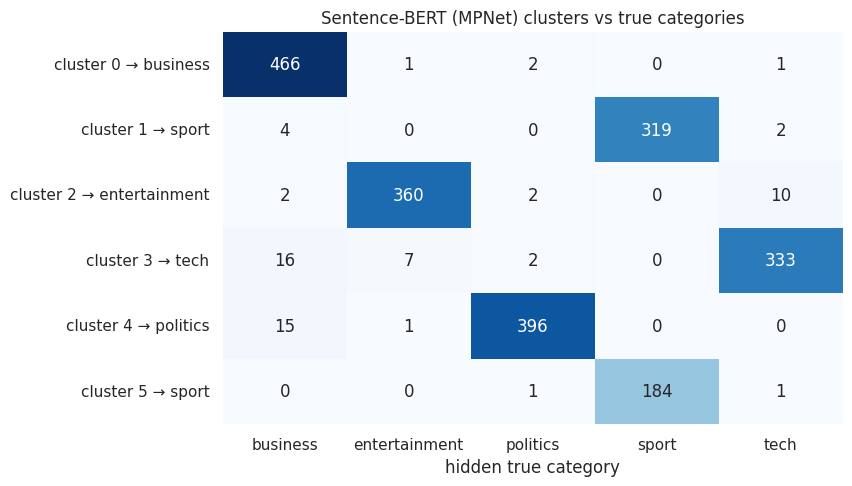 Sentence-BERT (MPNet) clusters vs true categories
cluster 0 → business 466 1 2 0 1
cluster 1 → sport 4 0 0 319 2
cluster 2 → entertainment 2 360 2 0 10
cluster 3 → tech 16 7 2 0 333
cluster 4 → politics 15 1 396 0 0
cluster 5 → sport 0 0 1 184 1
business entertainment politics sport tech
hidden true category